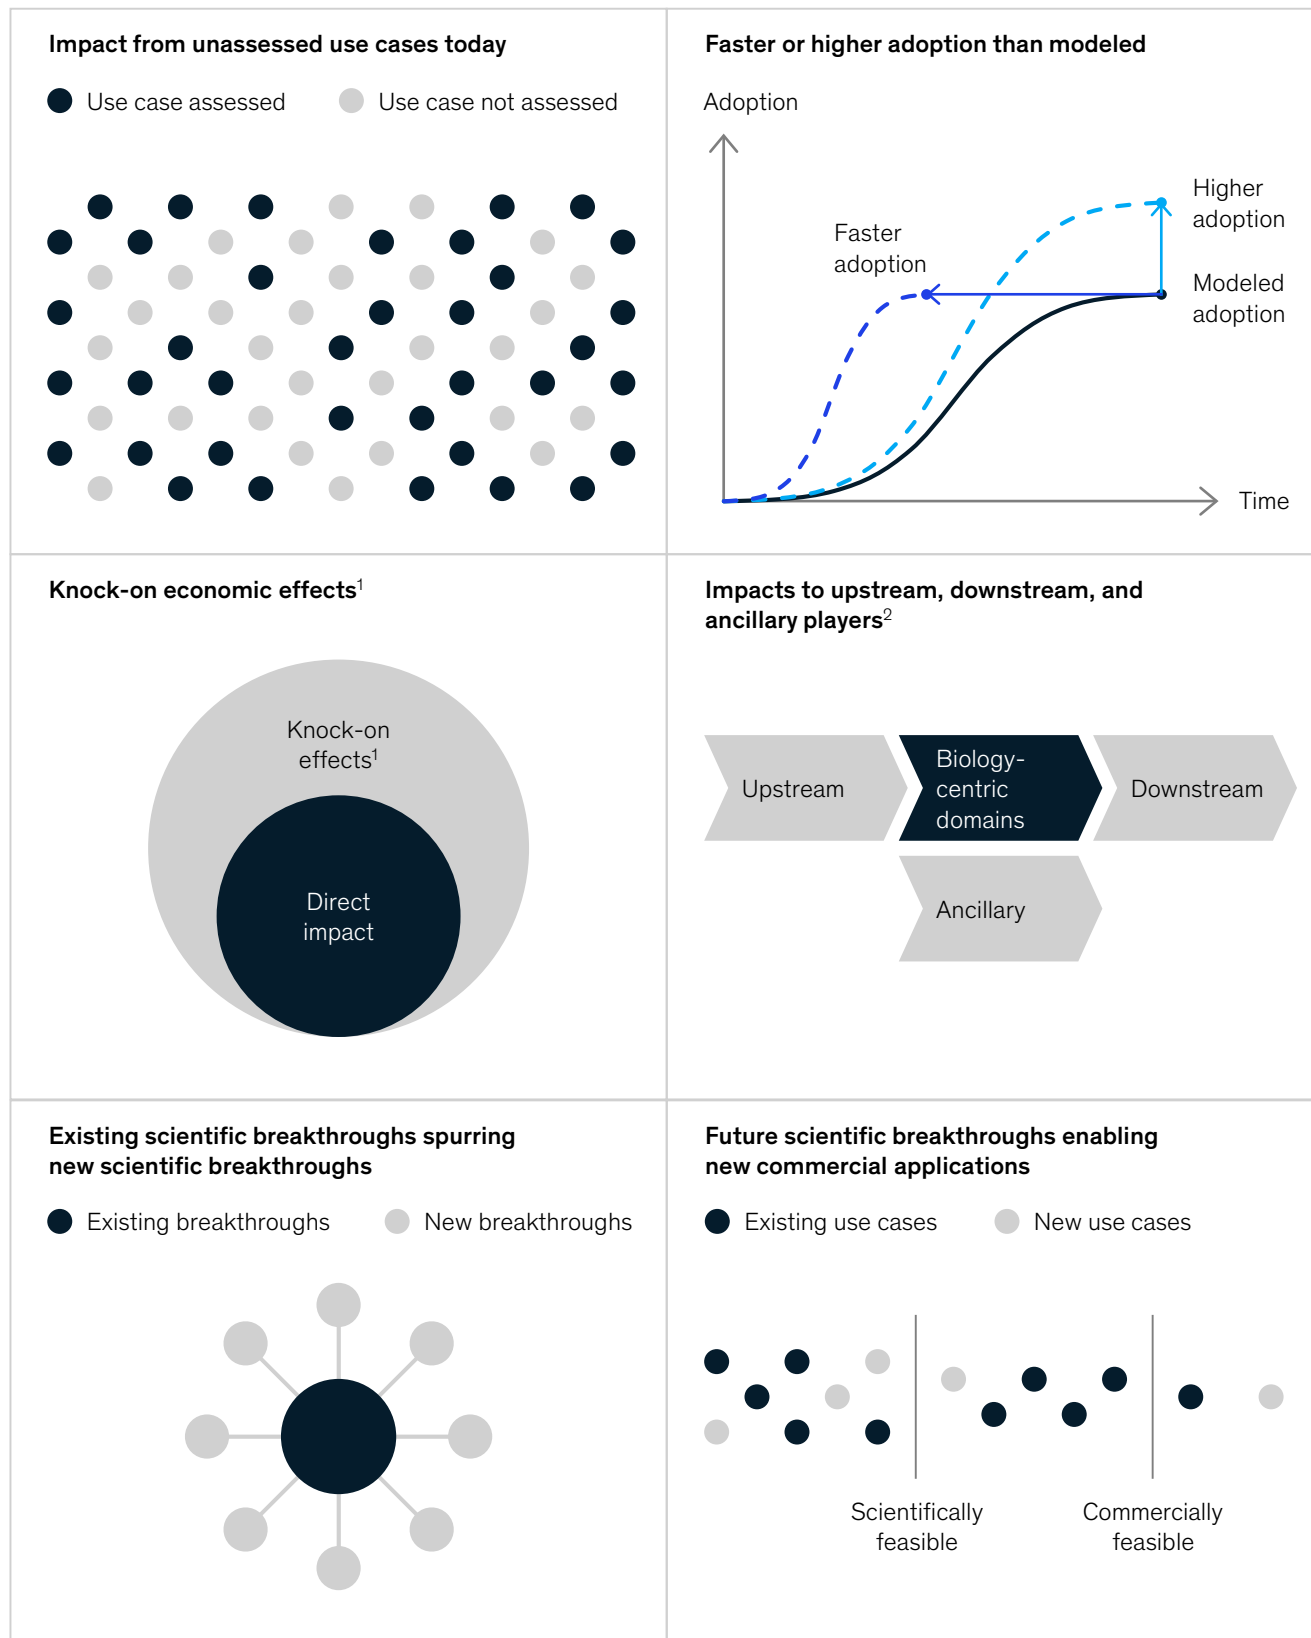 Impact from unassessed use cases today
Use case assessed
Use case not assessed
Faster or higher adoption than modeled
Adoption
Higher
adoption
Faster
adoption
Modeled
adoption
Time
Knock-on economic effects¹
Knock-on
effects¹
Direct
impact
Impacts to upstream, downstream, and
ancillary players²
Upstream
Biology-
centric
domains
Downstream
Ancillary
Existing scientific breakthroughs spurring
new scientific breakthroughs
Existing breakthroughs
New breakthroughs
Future scientific breakthroughs enabling
new commercial applications
Existing use cases
New use cases
Scientifically
feasible
Commercially
feasible